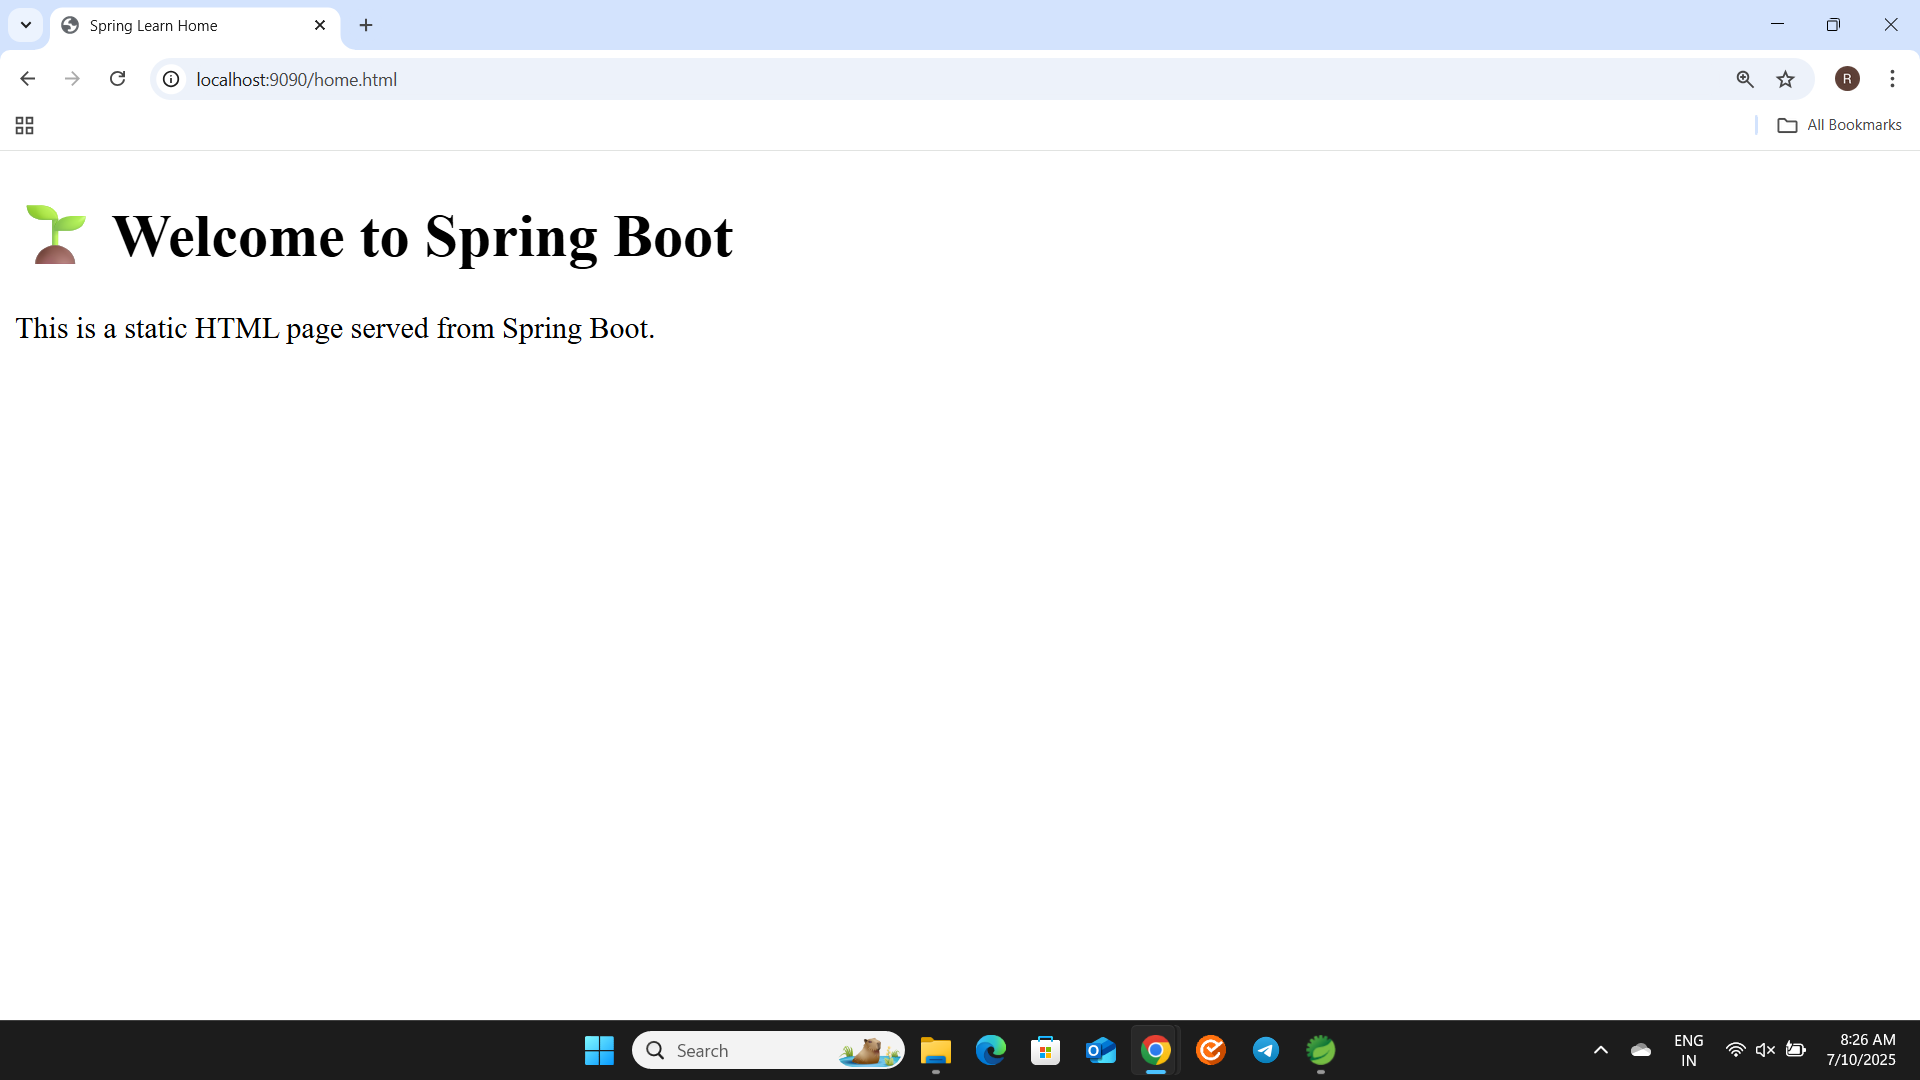 Spring Learn Home
localhost:9090/home.html
R
All Bookmarks
Welcome to Spring Boot
This is a static HTML page served from Spring Boot.
Search
ENG
IN
8:26 AM
7/10/2025